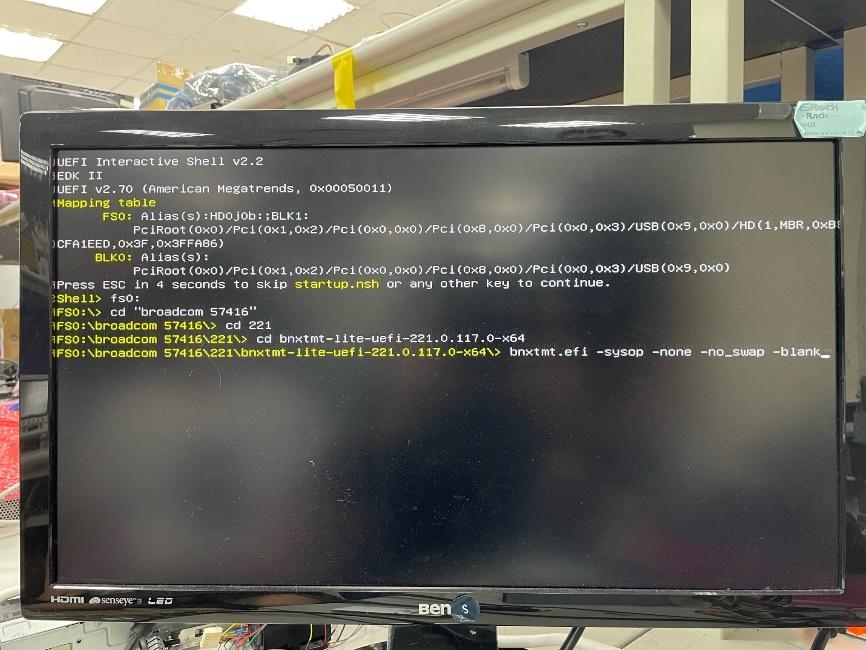 ASRock
Rack
UEFI Interactive Shell v2.2
EDK II
UEFI v2.70 (American Megatrends, 0x00050011)
Mapping table
FS0: Alias(s):HD0j0b:;BLK1:
PciRoot(0x0)/Pci(0x1,0x2)/Pci(0x0,0x0)/Pci(0x8,0x0)/Pci(0x0,0x3)/USB(0x9,0x0)/HD(1,MBR,0xB8
CFA1EED,0x3F,0x3FFA86)
BLK0: Alias(s):
PciRoot(0x0)/Pci(0x1,0x2)/Pci(0x0,0x0)/Pci(0x8,0x0)/Pci(0x0,0x3)/USB(0x9,0x0)
Press ESC in 4 seconds to skip startup.nsh or any other key to continue.
Shell> fs0:
FS0:\> cd "broadcom 57416"
FS0:\broadcom 57416\> cd 221
FS0:\broadcom 57416\221\> cd bnxtmt-lite-uefi-221.0.117.0-x64
FS0:\broadcom 57416\221\bnxtmt-lite-uefi-221.0.117.0-x64\> bnxtmt.efi -sysop -none -no_swap -blank_
HDMI senseye3 LED
Ben S